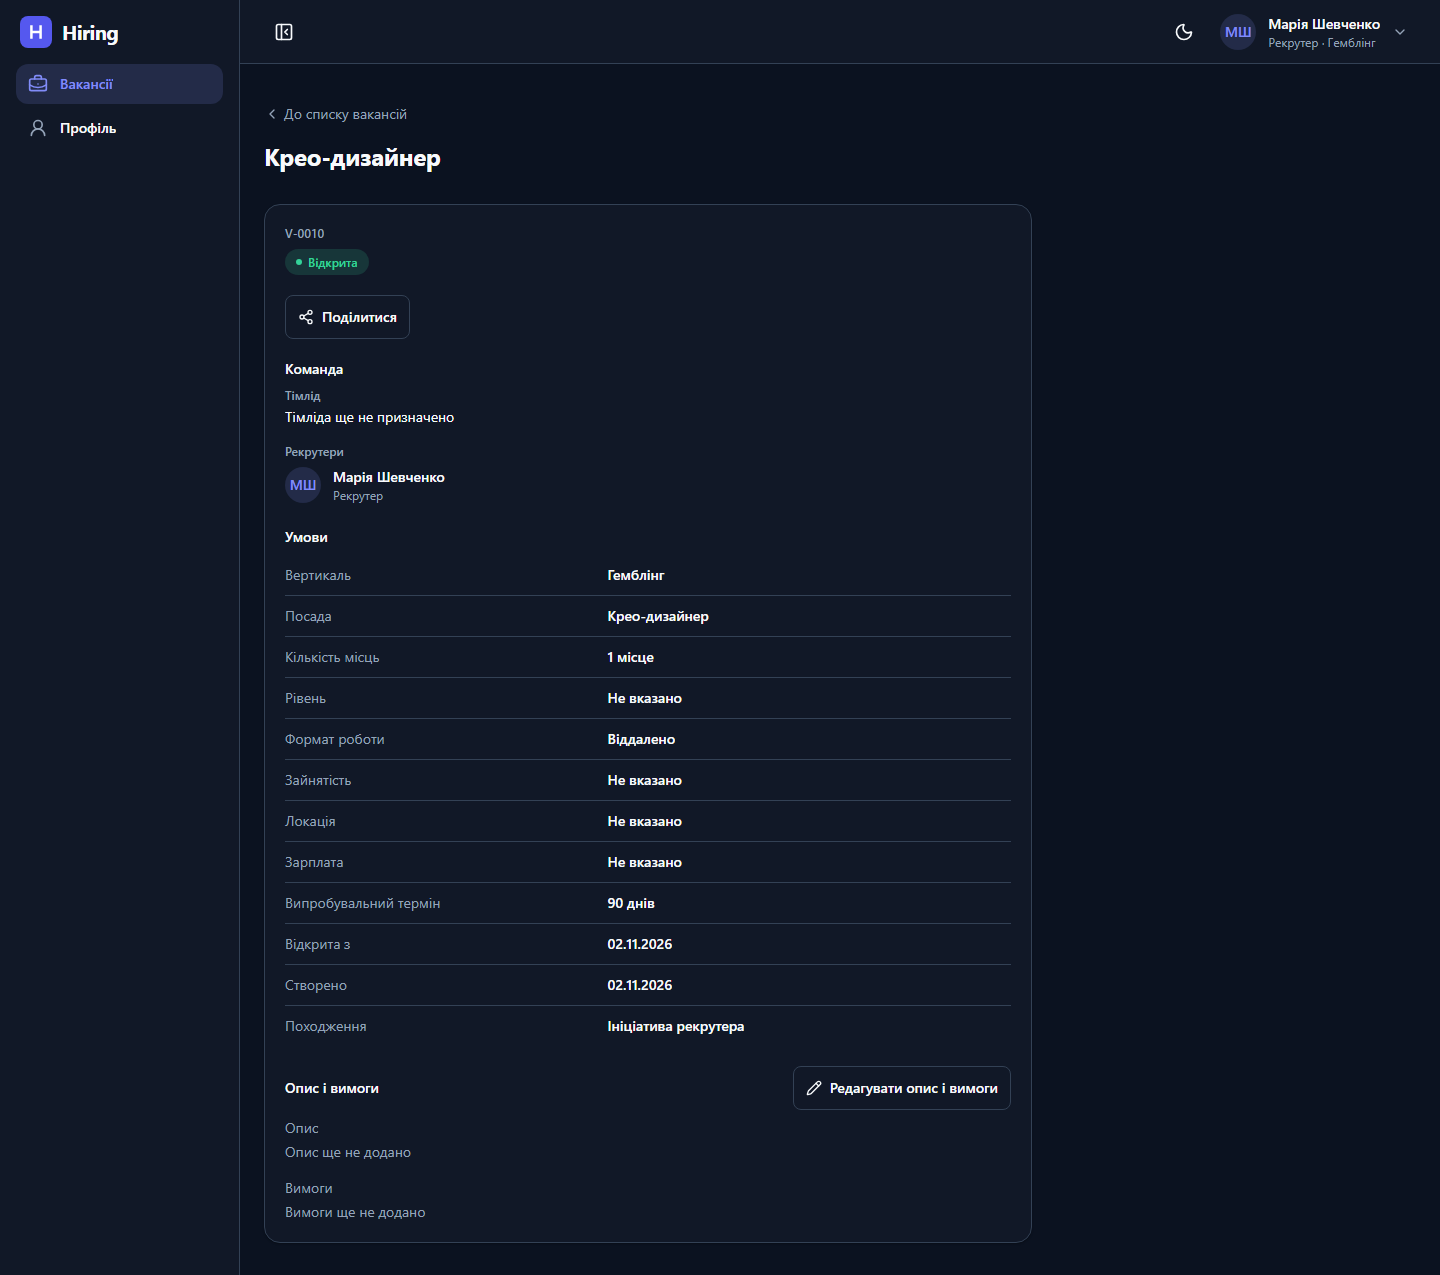 H Hiring
Вакансії
Профіль
МШ
Марія Шевченко
Рекрутер · Гемблінг
До списку вакансій
Крео-дизайнер
V-0010
Відкрита
Поділитися
Команда
Тімлід
Тімліда ще не призначено
Рекрутери
МШ
Марія Шевченко
Рекрутер
Умови
Вертикаль Гемблінг
Посада Крео-дизайнер
Кількість місць 1 місце
Рівень Не вказано
Формат роботи Віддалено
Зайнятість Не вказано
Локація Не вказано
Зарплата Не вказано
Випробувальний термін 90 днів
Відкрита з 02.11.2026
Створено 02.11.2026
Походження Ініціатива рекрутера
Опис і вимоги Редагувати опис і вимоги
Опис
Опис ще не додано
Вимоги
Вимоги ще не додано